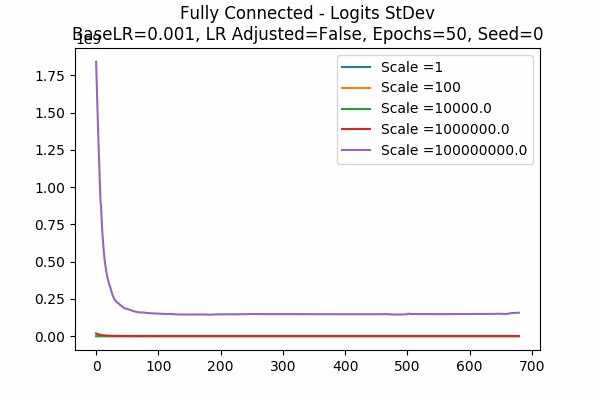 Fully Connected - Logits StDev
BaseLR=0.001, LR Adjusted=False, Epochs=50, Seed=0
1e9
Scale =1
Scale =100
Scale =10000.0
Scale =1000000.0
Scale =100000000.0
1.75
1.50
1.25
1.00
0.75
0.50
0.25
0.00
0 100 200 300 400 500 600 700